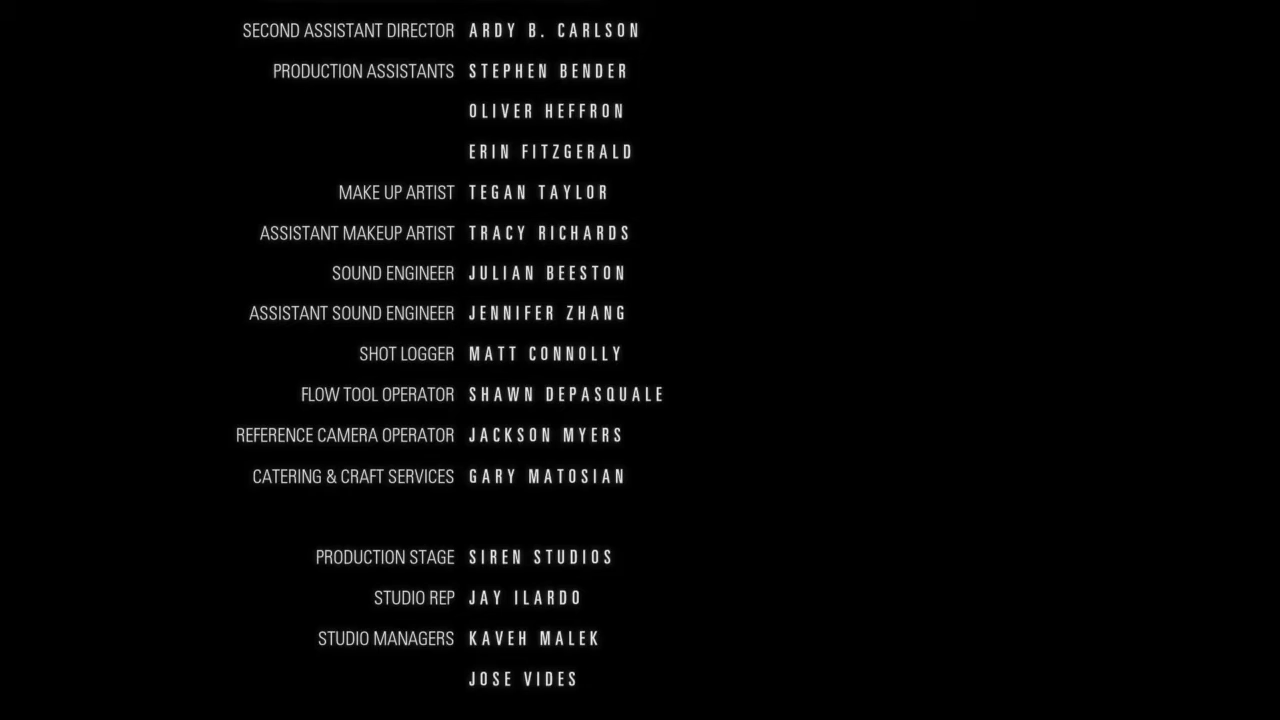 SECOND ASSISTANT DIRECTOR ARDY B. CARLSON
PRODUCTION ASSISTANTS STEPHEN BENDER
OLIVER HEFFRON
ERIN FITZGERALD
MAKE UP ARTIST TEGAN TAYLOR
ASSISTANT MAKEUP ARTIST TRACY RICHARDS
SOUND ENGINEER JULIAN BEESTON
ASSISTANT SOUND ENGINEER JENNIFER ZHANG
SHOT LOGGER MATT CONNOLLY
FLOW TOOL OPERATOR SHAWN DEPASQUALE
REFERENCE CAMERA OPERATOR JACKSON MYERS
CATERING & CRAFT SERVICES GARY MATOSIAN
PRODUCTION STAGE SIREN STUDIOS
STUDIO REP JAY ILARDO
STUDIO MANAGERS KAVEH MALEK
JOSE VIDES